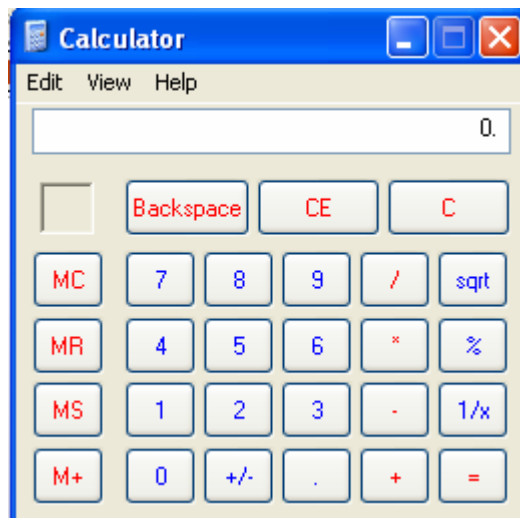 Calculator
Edit View Help
0.
Backspace CE C
MC 7 8 9 / sqrt
MR 4 5 6 * %
MS 1 2 3 - 1/x
M+ 0 +/- . + =